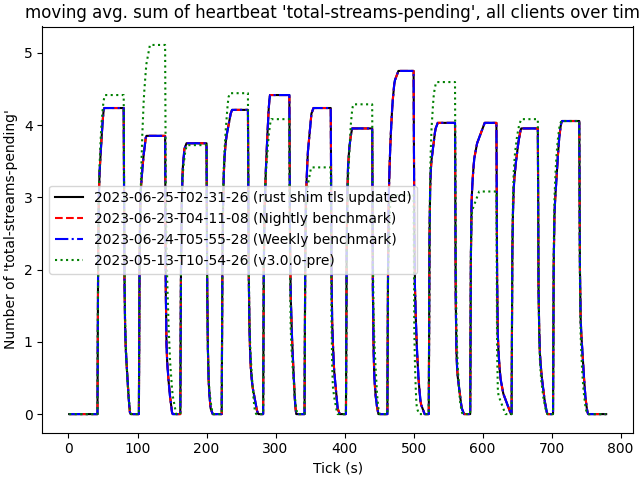 moving avg. sum of heartbeat 'total-streams-pending', all clients over tim
Number of 'total-streams-pending'
5
4
3
2
1
0
2023-06-25-T02-31-26 (rust shim tls updated)
2023-06-23-T04-11-08 (Nightly benchmark)
2023-06-24-T05-55-28 (Weekly benchmark)
2023-05-13-T10-54-26 (v3.0.0-pre)
0 100 200 300 400 500 600 700 800
Tick (s)